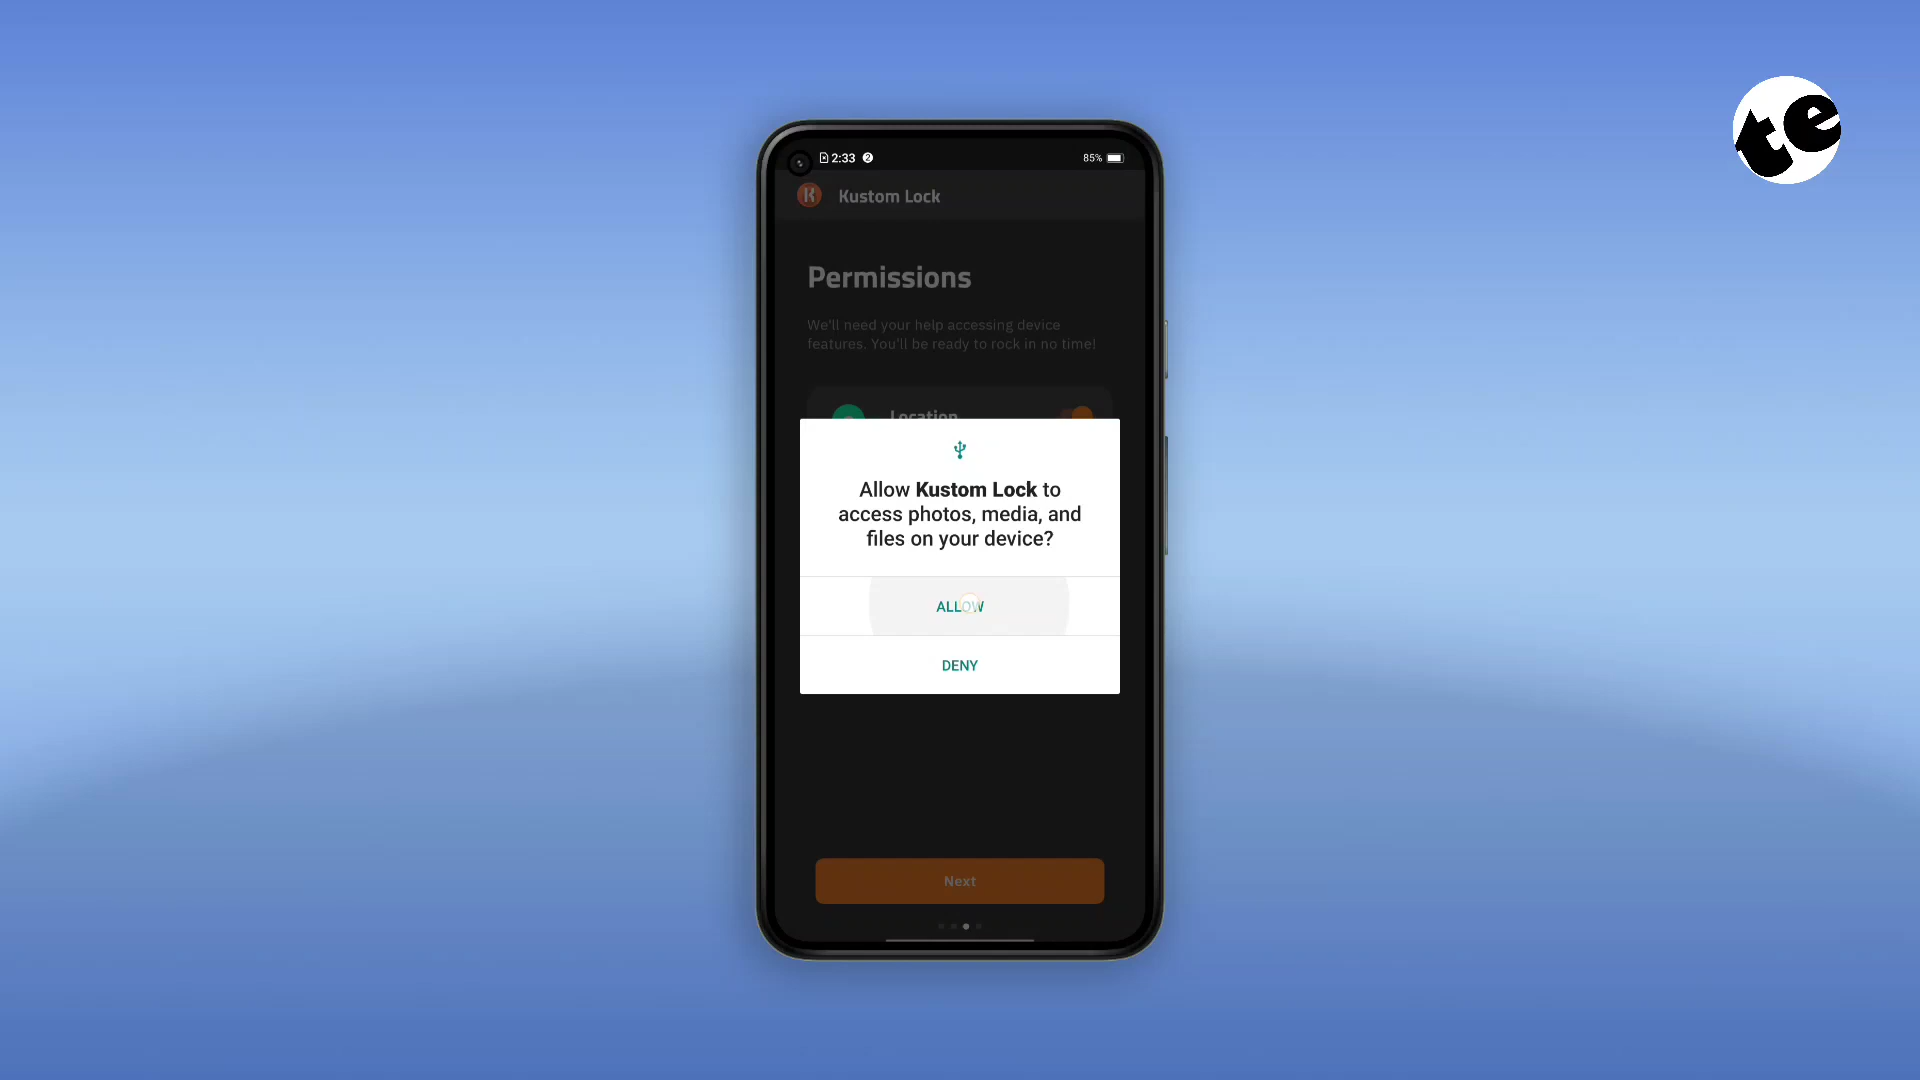 te
2:33 2
85%
Kustom Lock
Permissions
We'll need your help accessing device
features. You'll be ready to rock in no time!
Location
Allow Kustom Lock to
access photos, media, and
files on your device?
ALLOW
DENY
Next